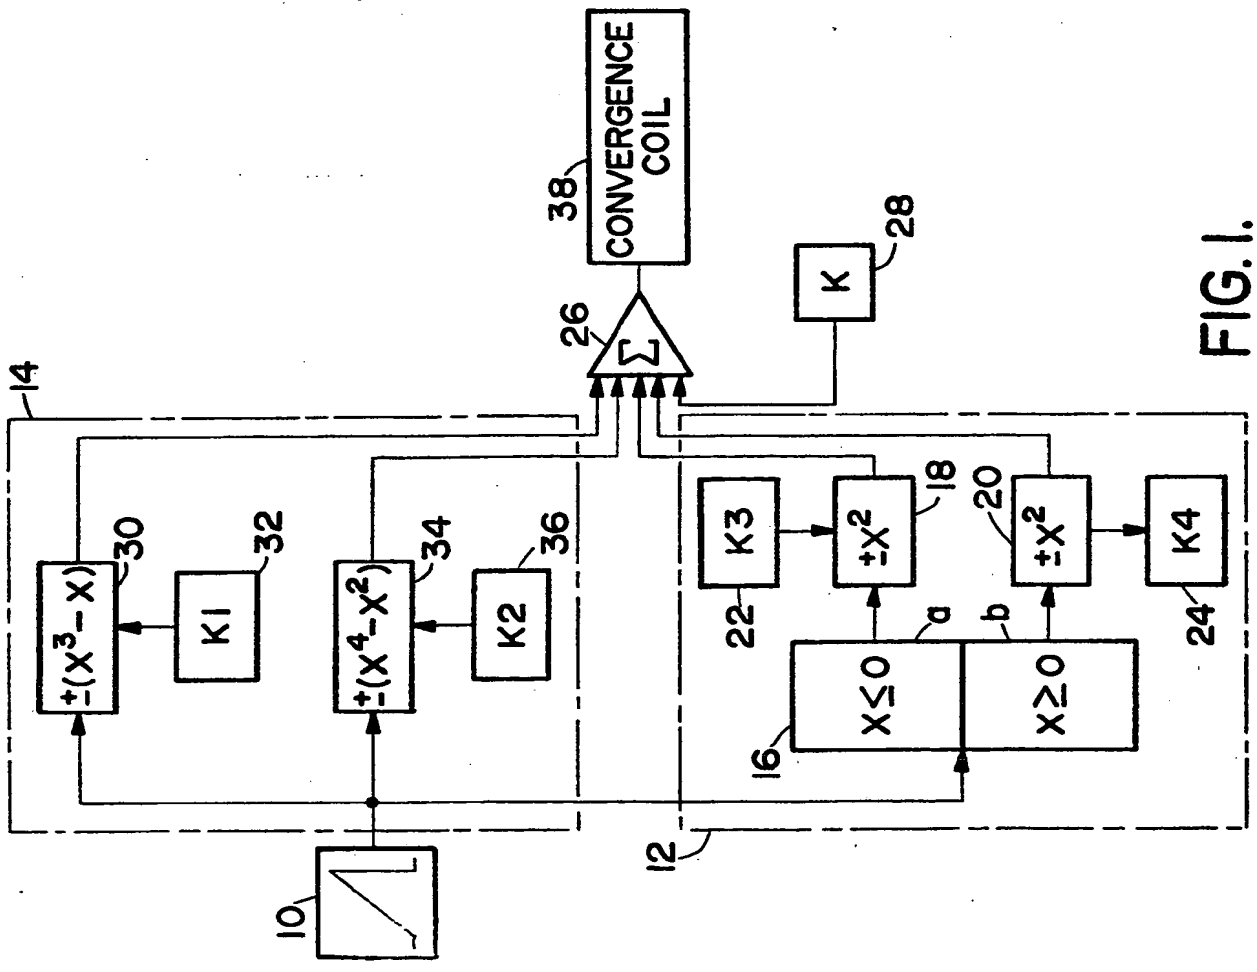 14
±(X³−X)
30
K1
32
±(X⁴−X²)
34
K2
36
10
26
Σ
38
CONVERGENCE
COIL
K
28
12
16
X≤0
a
X≥0
b
K3
22
±X²
18
20
±X²
K4
24
FIG. 1.